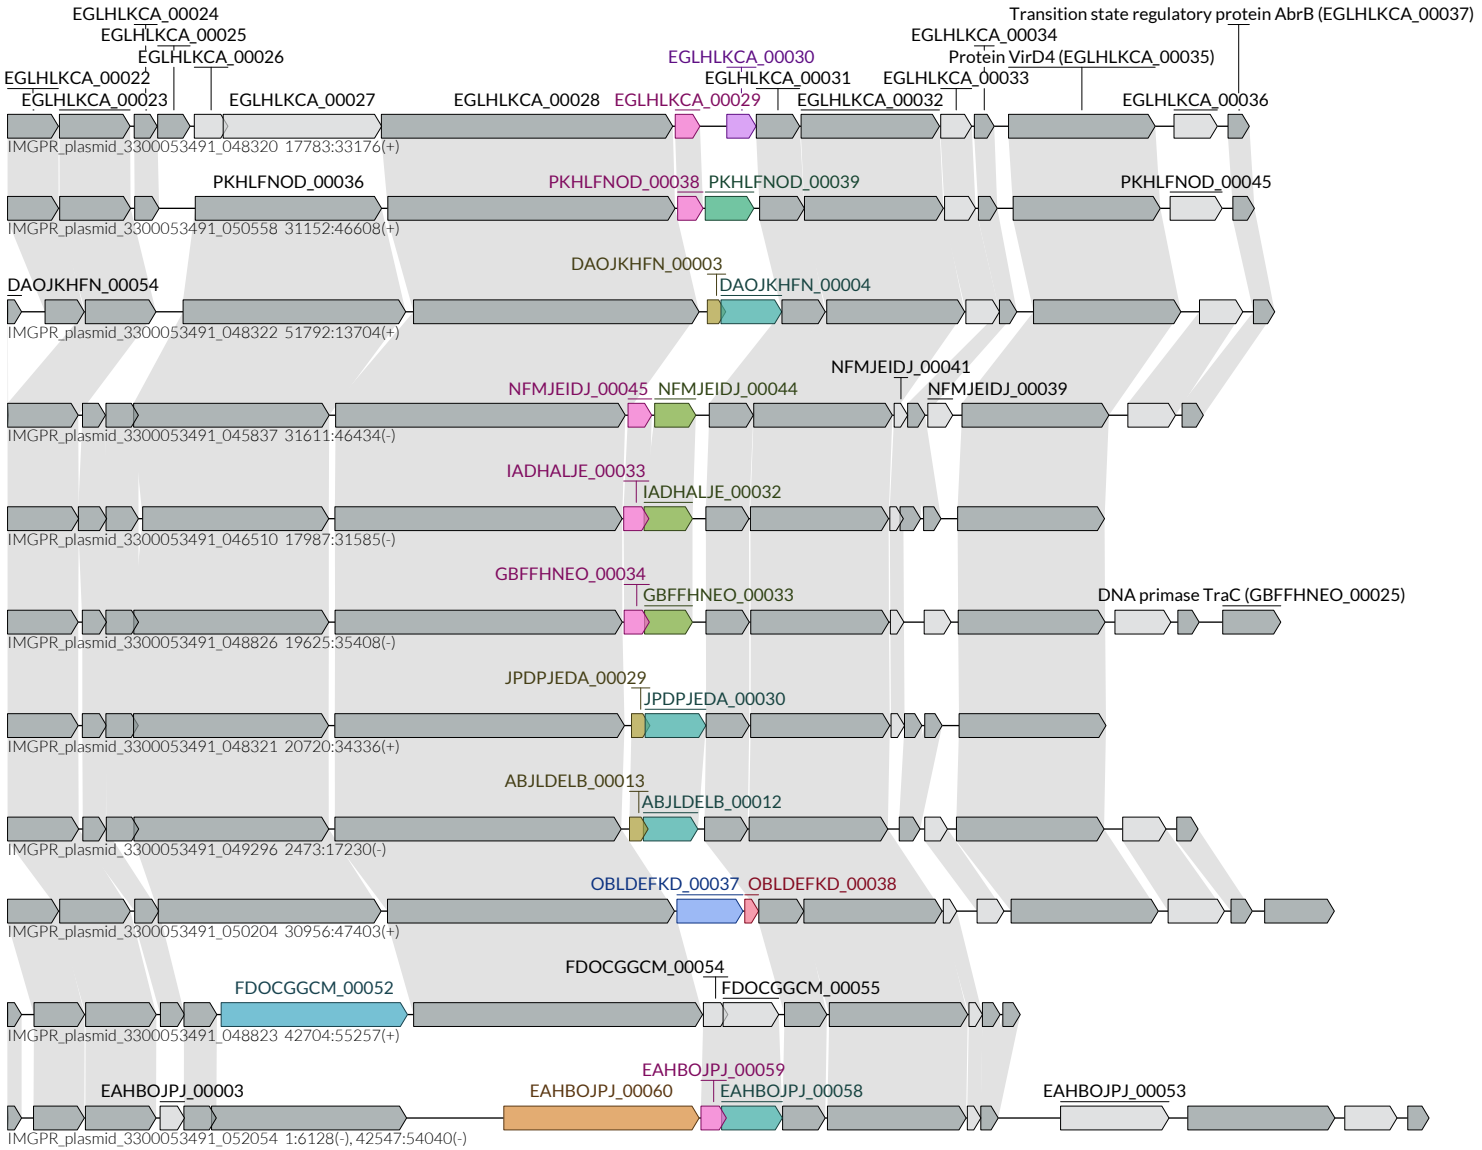 EGLHLKCA_00024
Transition state regulatory protein AbrB (EGLHLKCA_00037)
EGLHLKCA_00025
EGLHLKCA_00034
EGLHLKCA_00026
EGLHLKCA_00030
Protein VirD4 (EGLHLKCA_00035)
EGLHLKCA_00022
EGLHLKCA_00031
EGLHLKCA_00033
EGLHLKCA_00023
EGLHLKCA_00027
EGLHLKCA_00028
EGLHLKCA_00029
EGLHLKCA_00032
EGLHLKCA_00036
IMGPR_plasmid_3300053491_048320 17783:33176(+)
PKHLFNOD_00036
PKHLFNOD_00038
PKHLFNOD_00039
PKHLFNOD_00045
IMGPR_plasmid_3300053491_050558 31152:46608(+)
DAOJKHFN_00003
DAOJKHFN_00054
DAOJKHFN_00004
IMGPR_plasmid_3300053491_048322 51792:13704(+)
NFMJEIDJ_00041
NFMJEIDJ_00045
NFMJEIDJ_00044
NFMJEIDJ_00039
IMGPR_plasmid_3300053491_045837 31611:46434(-)
IADHALJE_00033
IADHALJE_00032
IMGPR_plasmid_3300053491_046510 17987:31585(-)
GBFFHNEO_00034
GBFFHNEO_00033
DNA primase TraC (GBFFHNEO_00025)
IMGPR_plasmid_3300053491_048826 19625:35408(-)
JPDPJEDA_00029
JPDPJEDA_00030
IMGPR_plasmid_3300053491_048321 20720:34336(+)
ABJLDELB_00013
ABJLDELB_00012
IMGPR_plasmid_3300053491_049296 2473:17230(-)
OBLDEFKD_00037
OBLDEFKD_00038
IMGPR_plasmid_3300053491_050204 30956:47403(+)
FDOCGGCM_00054
FDOCGGCM_00052
FDOCGGCM_00055
IMGPR_plasmid_3300053491_048823 42704:55257(+)
EAHBOJPJ_00059
EAHBOJPJ_00003
EAHBOJPJ_00060
EAHBOJPJ_00058
EAHBOJPJ_00053
IMGPR_plasmid_3300053491_052054 1:6128(-), 42547:54040(-)